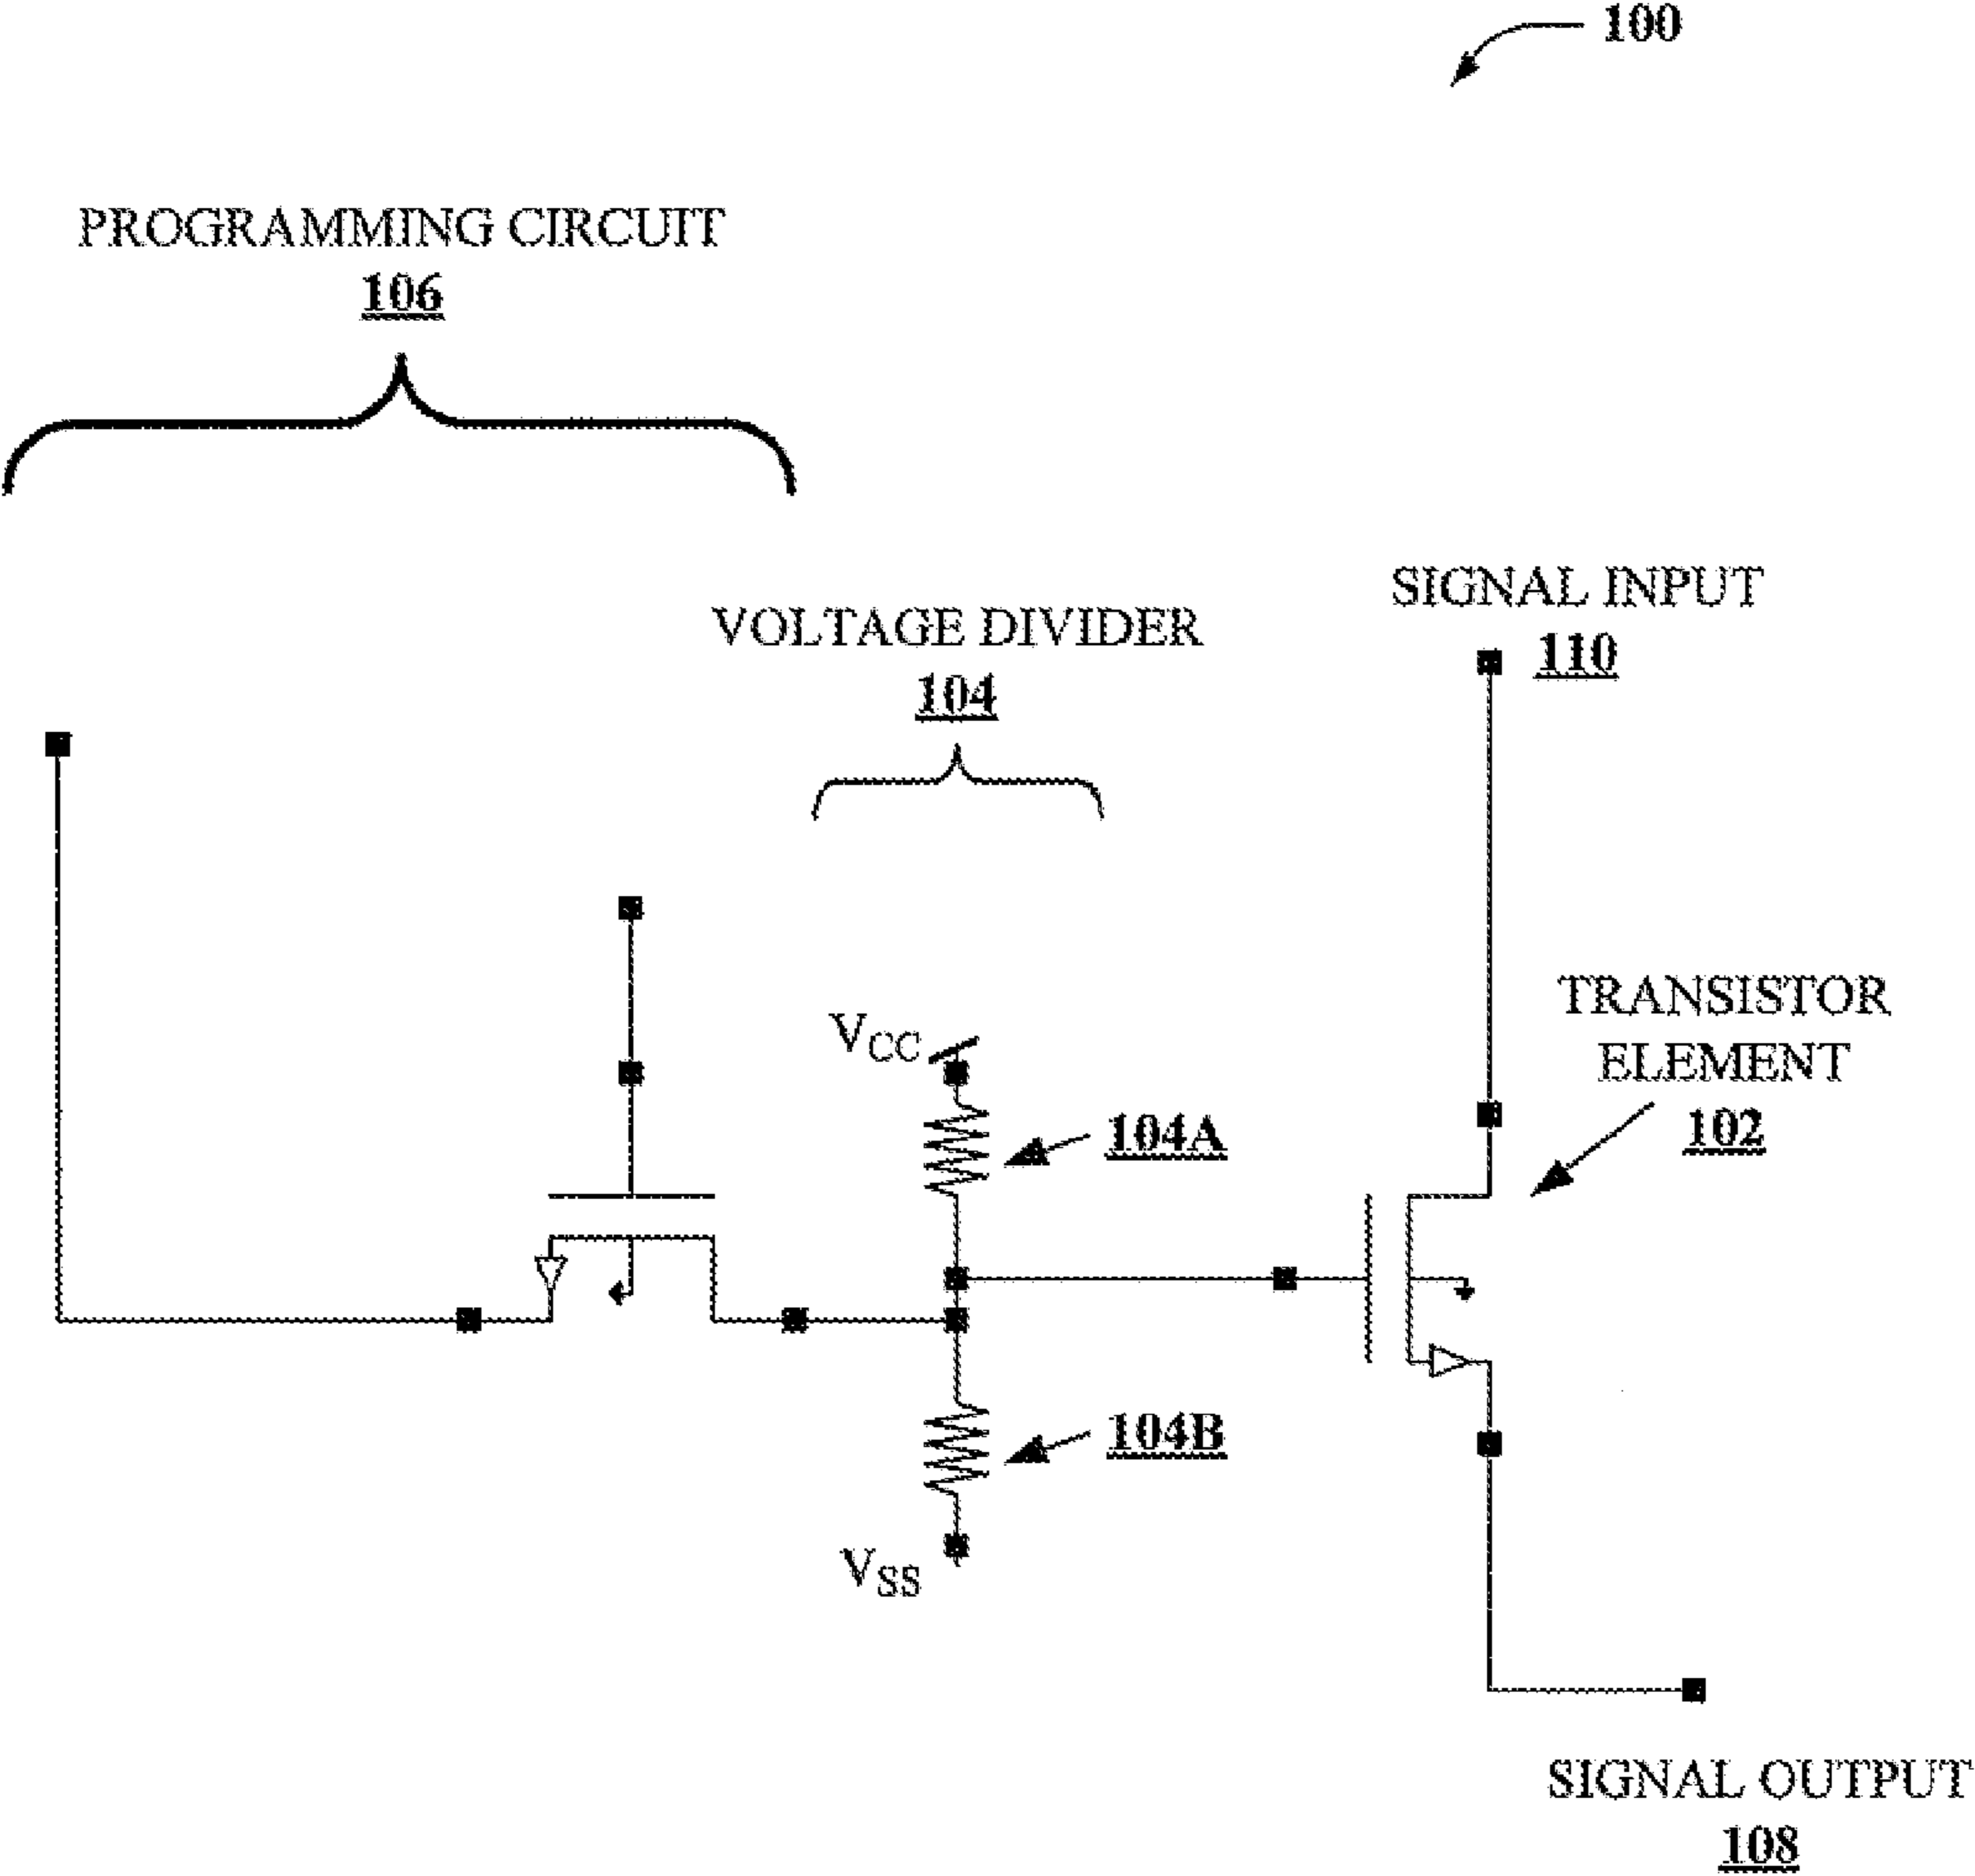 100
PROGRAMMING CIRCUIT
106
SIGNAL INPUT
110
VOLTAGE DIVIDER
104
TRANSISTOR
ELEMENT
102
VCC
104A
104B
VSS
SIGNAL OUTPUT
108